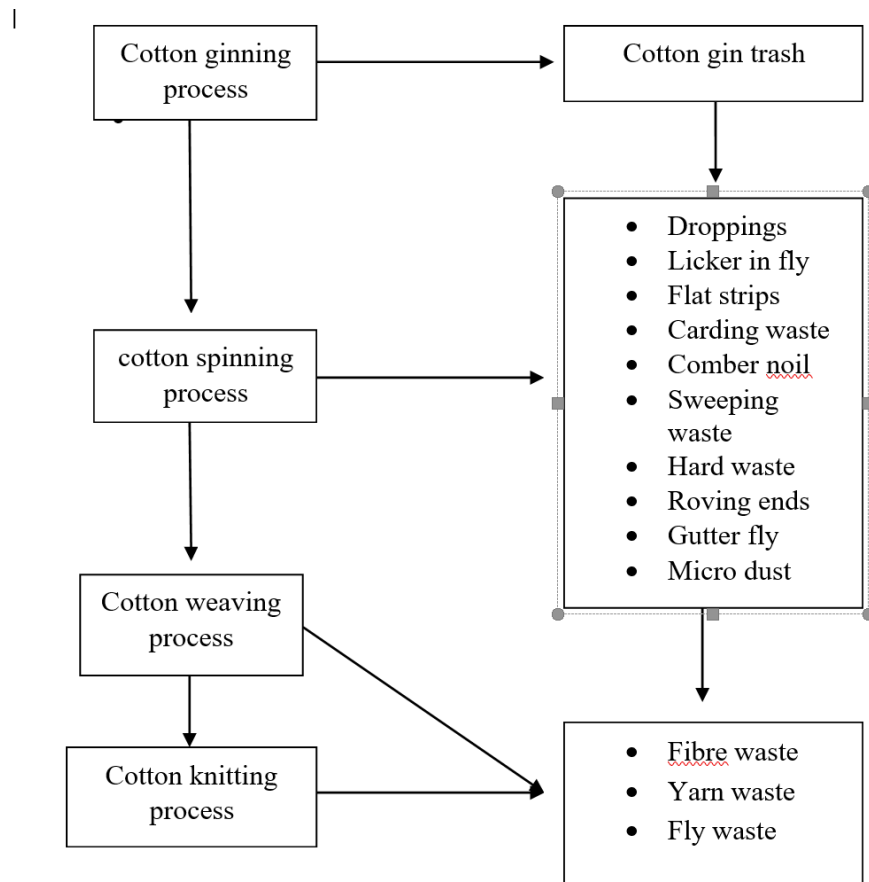 Cotton ginning
process
Cotton gin trash
• Droppings
• Licker in fly
• Flat strips
• Carding waste
• Comber noil
• Sweeping
waste
• Hard waste
• Roving ends
• Gutter fly
• Micro dust
cotton spinning
process
Cotton weaving
process
Cotton knitting
process
• Fibre waste
• Yarn waste
• Fly waste